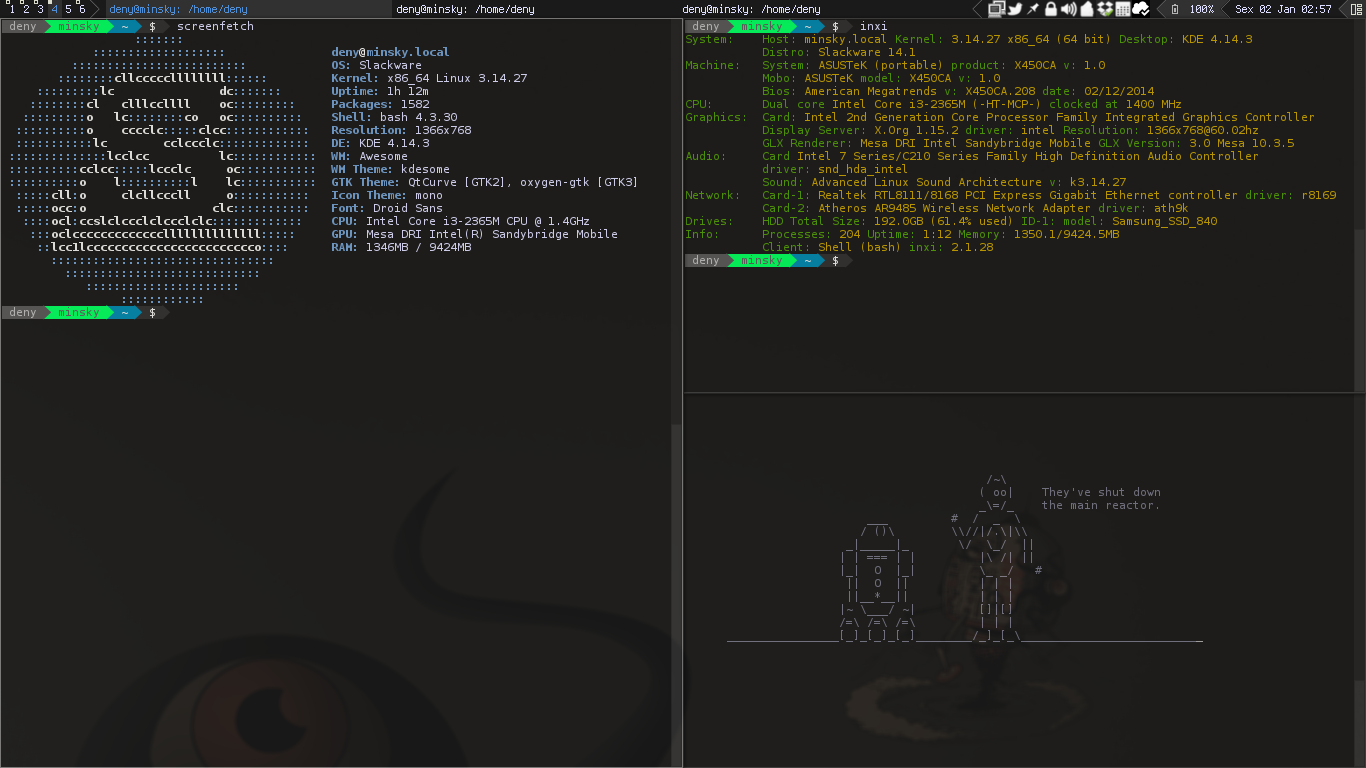 1 2 3 4 5 6 deny@minsky: /home/deny deny@minsky: /home/deny deny@minsky: /home/deny 100% Sex 02 Jan 02:57
deny minsky ~ $ screenfetch
deny@minsky.local
OS: Slackware
Kernel: x86_64 Linux 3.14.27
Uptime: 1h 12m
Packages: 1582
Shell: bash 4.3.30
Resolution: 1366x768
DE: KDE 4.14.3
WM: Awesome
WM Theme: kdesome
GTK Theme: QtCurve [GTK2], oxygen-gtk [GTK3]
Icon Theme: mono
Font: Droid Sans
CPU: Intel Core i3-2365M CPU @ 1.4GHz
GPU: Mesa DRI Intel(R) Sandybridge Mobile
RAM: 1346MB / 9424MB
deny minsky ~ $
deny minsky ~ $ inxi
System: Host: minsky.local Kernel: 3.14.27 x86_64 (64 bit) Desktop: KDE 4.14.3
Distro: Slackware 14.1
Machine: System: ASUSTeK (portable) product: X450CA v: 1.0
Mobo: ASUSTeK model: X450CA v: 1.0
Bios: American Megatrends v: X450CA.208 date: 02/12/2014
CPU: Dual core Intel Core i3-2365M (-HT-MCP-) clocked at 1400 MHz
Graphics: Card: Intel 2nd Generation Core Processor Family Integrated Graphics Controller
Display Server: X.Org 1.15.2 driver: intel Resolution: 1366x768@60.02hz
GLX Renderer: Mesa DRI Intel Sandybridge Mobile GLX Version: 3.0 Mesa 10.3.5
Audio: Card Intel 7 Series/C210 Series Family High Definition Audio Controller
driver: snd_hda_intel
Sound: Advanced Linux Sound Architecture v: k3.14.27
Network: Card-1: Realtek RTL8111/8168 PCI Express Gigabit Ethernet controller driver: r8169
Card-2: Atheros AR9485 Wireless Network Adapter driver: ath9k
Drives: HDD Total Size: 192.0GB (61.4% used) ID-1: model: Samsung_SSD_840
Info: Processes: 204 Uptime: 1:12 Memory: 1350.1/9424.5MB
Client: Shell (bash) inxi: 2.1.28
deny minsky ~ $
They've shut down
the main reactor.